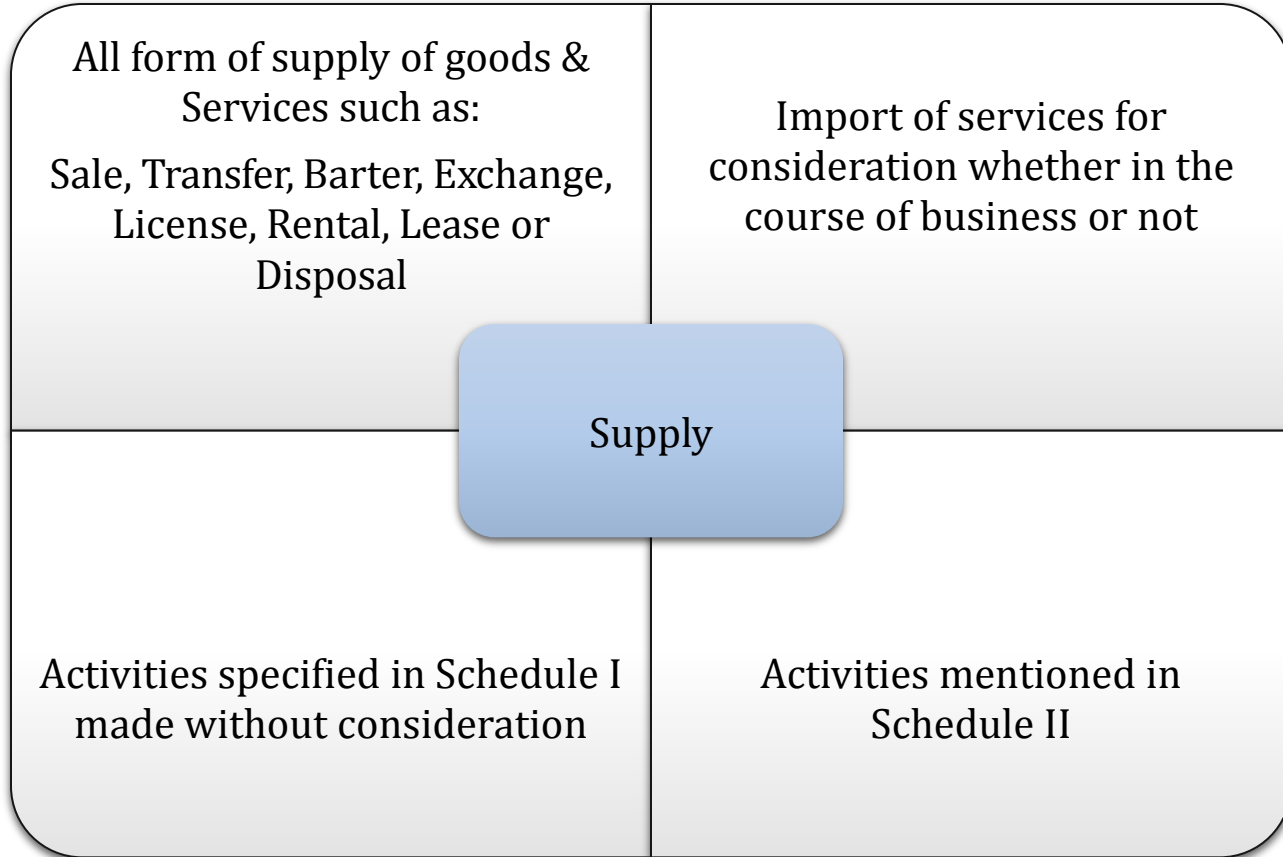 All form of supply of goods &
Services such as:
Sale, Transfer, Barter, Exchange,
License, Rental, Lease or
Disposal
Import of services for
consideration whether in the
course of business or not
Supply
Activities specified in Schedule I
made without consideration
Activities mentioned in
Schedule II